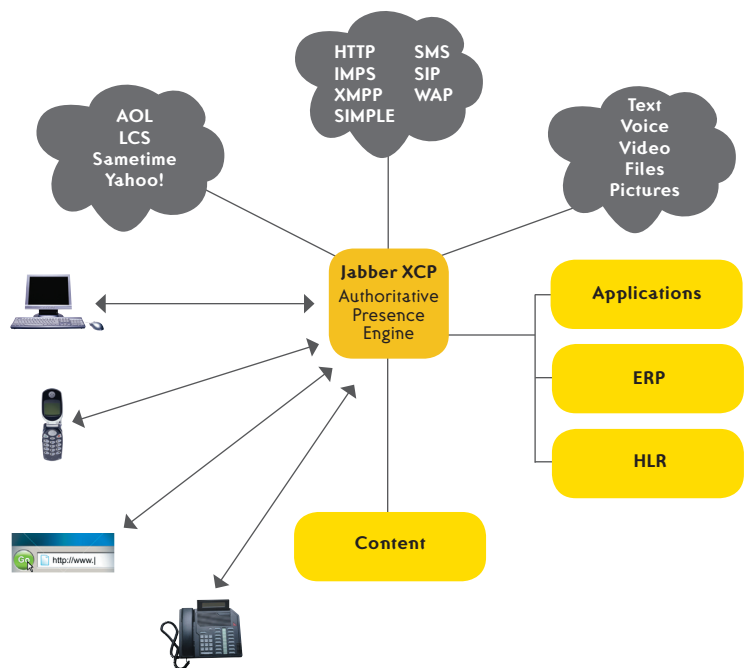 HTTP SMS
IMPS SIP
XMPP WAP
SIMPLE
AOL
LCS
Sametime
Yahoo!
Text
Voice
Video
Files
Pictures
Jabber XCP
Authoritative
Presence
Engine
Applications
ERP
HLR
Content
Go
http://www.|